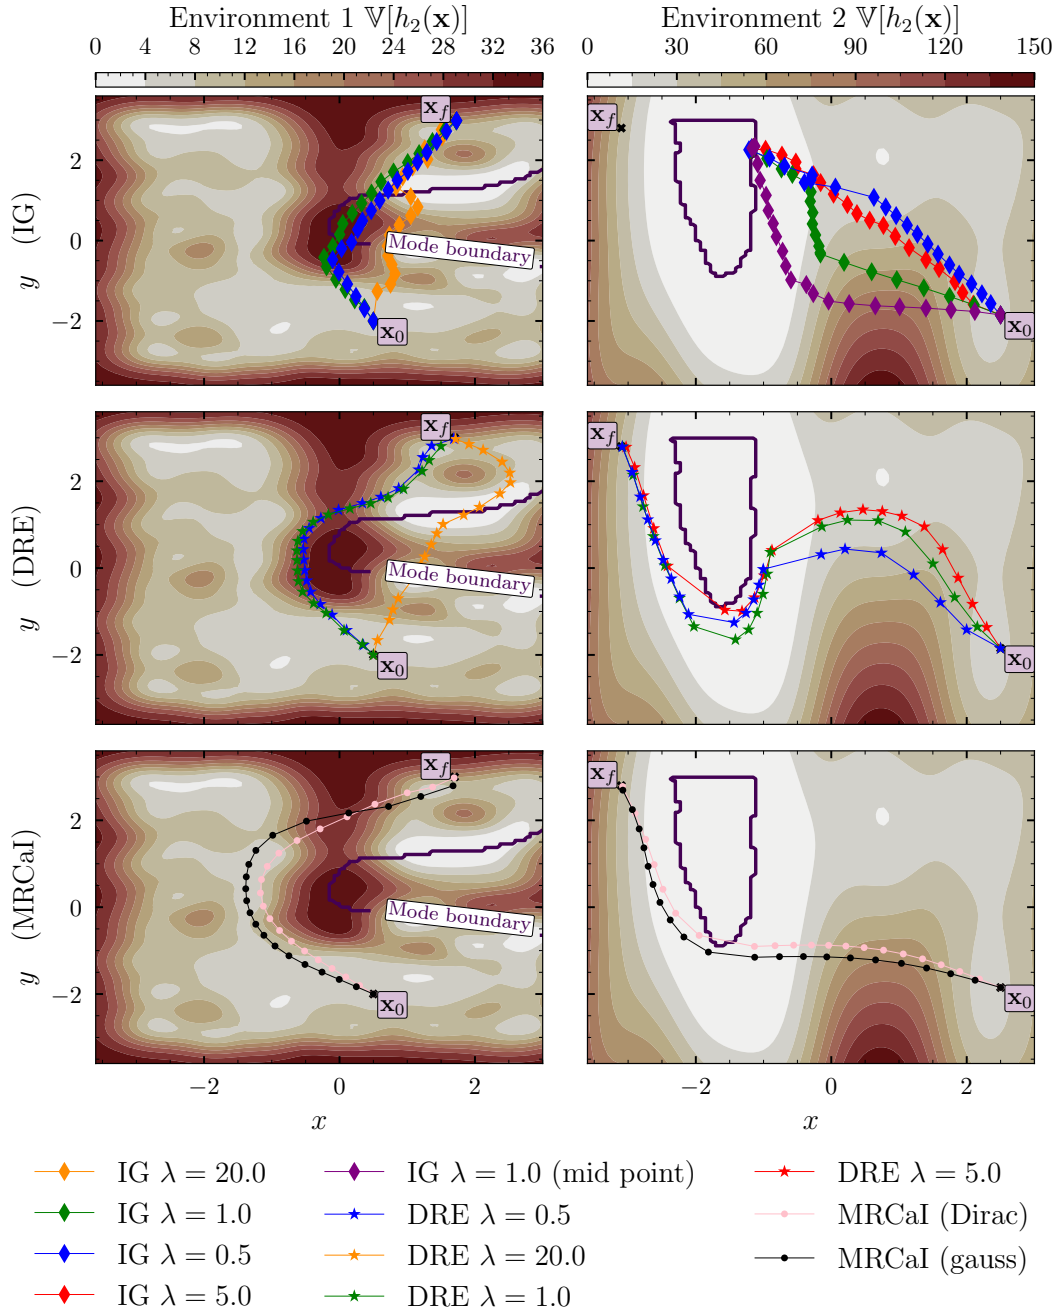 Environment 1 𝕍[h₂(𝐱)]
Environment 2 𝕍[h₂(𝐱)]
0 4 8 12 16 20 24 28 32 36
0 30 60 90 120 150
y (IG)
2
0
−2
𝐱_f
Mode boundary
𝐱₀
𝐱_f
𝐱₀
y (DRE)
2
0
−2
𝐱_f
Mode boundary
𝐱₀
𝐱_f
𝐱₀
y (MRCaI)
2
0
−2
𝐱_f
Mode boundary
𝐱₀
𝐱_f
𝐱₀
−2 0 2
−2 0 2
x
x
IG λ = 20.0
IG λ = 1.0
IG λ = 0.5
IG λ = 5.0
IG λ = 1.0 (mid point)
DRE λ = 0.5
DRE λ = 20.0
DRE λ = 1.0
DRE λ = 5.0
MRCaI (Dirac)
MRCaI (gauss)